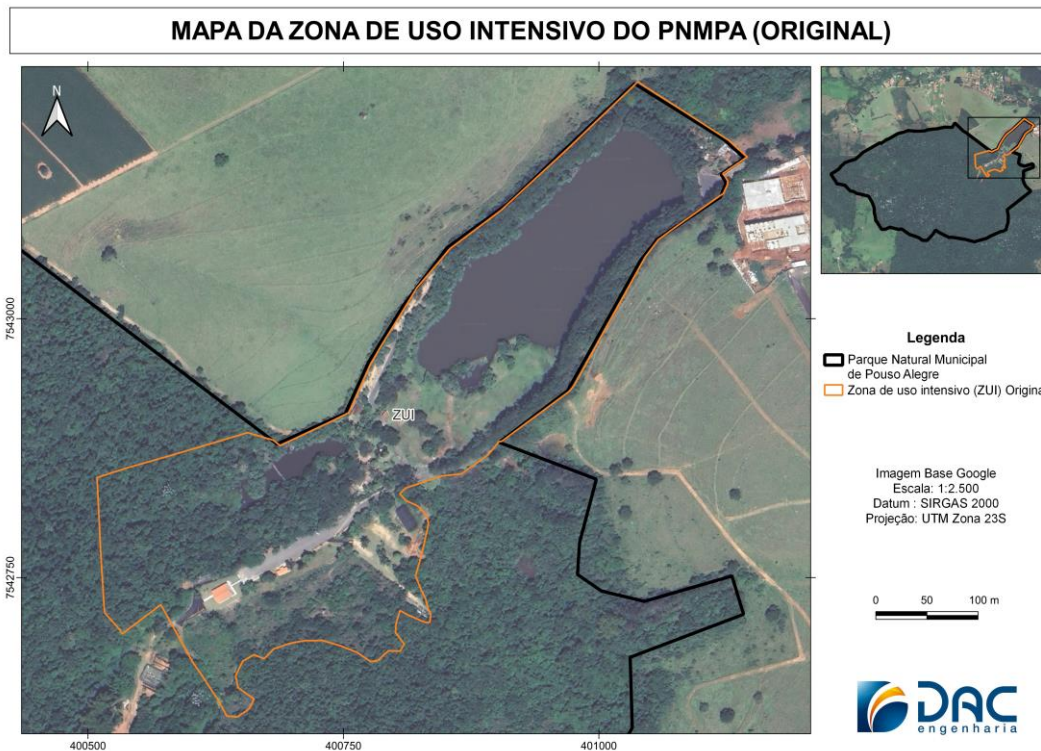 MAPA DA ZONA DE USO INTENSIVO DO PNMPA (ORIGINAL)
N
7543000
7542750
ZUI
400500
400750
401000
Legenda
Parque Natural Municipal
de Pouso Alegre
Zona de uso intensivo (ZUI) Origina
Imagem Base Google
Escala: 1:2.500
Datum : SIRGAS 2000
Projeção: UTM Zona 23S
0 50 100 m
DAC
engenharia